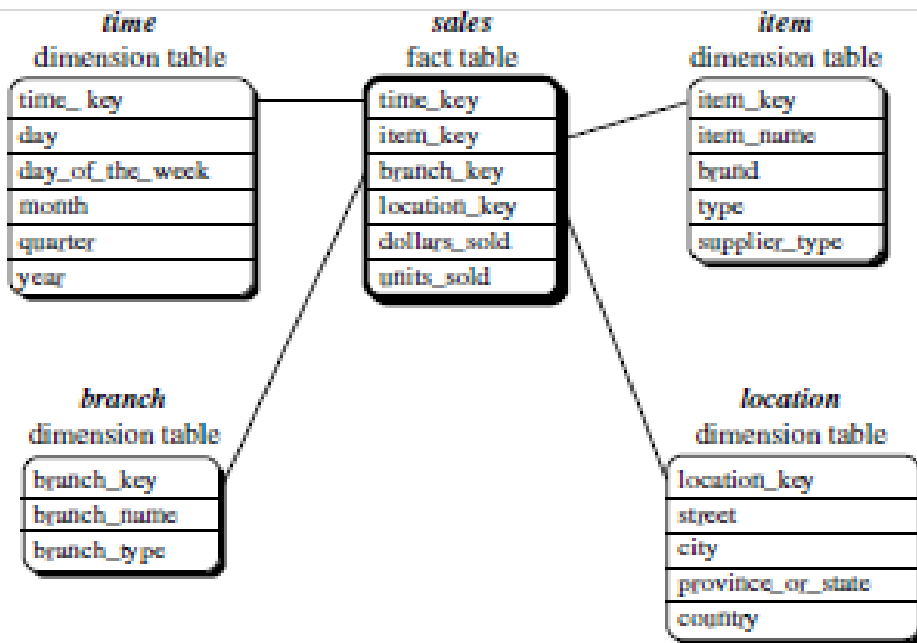 time
dimension table
time_ key
day
day_of_the_week
month
quarter
year
sales
fact table
time_key
item_key
branch_key
location_key
dollars_sold
units_sold
item
dimension table
item_key
item_name
brand
type
supplier_type
branch
dimension table
branch_key
branch_name
branch_type
location
dimension table
location_key
street
city
province_or_state
country